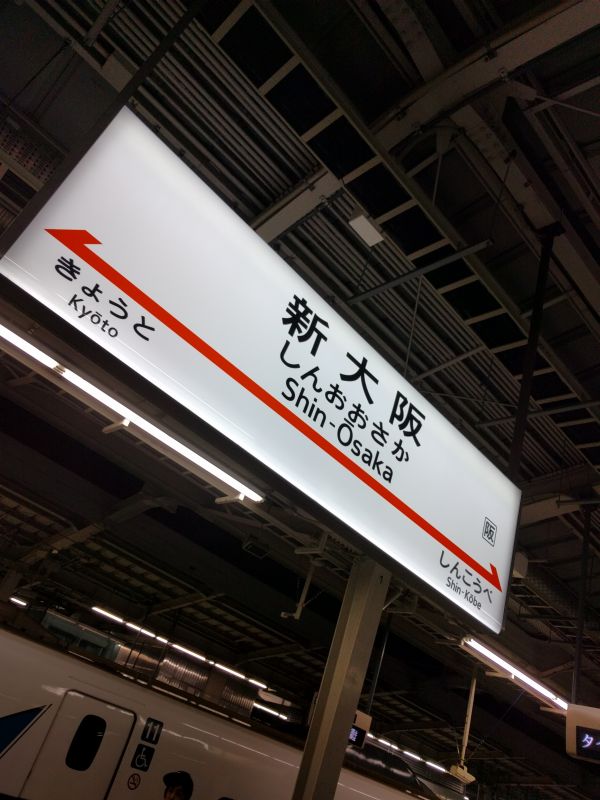 新大阪
しんおおさか
Shin-Ōsaka
きょうと
Kyōto
阪
しんこうべ
Shin-Kōbe
1
11